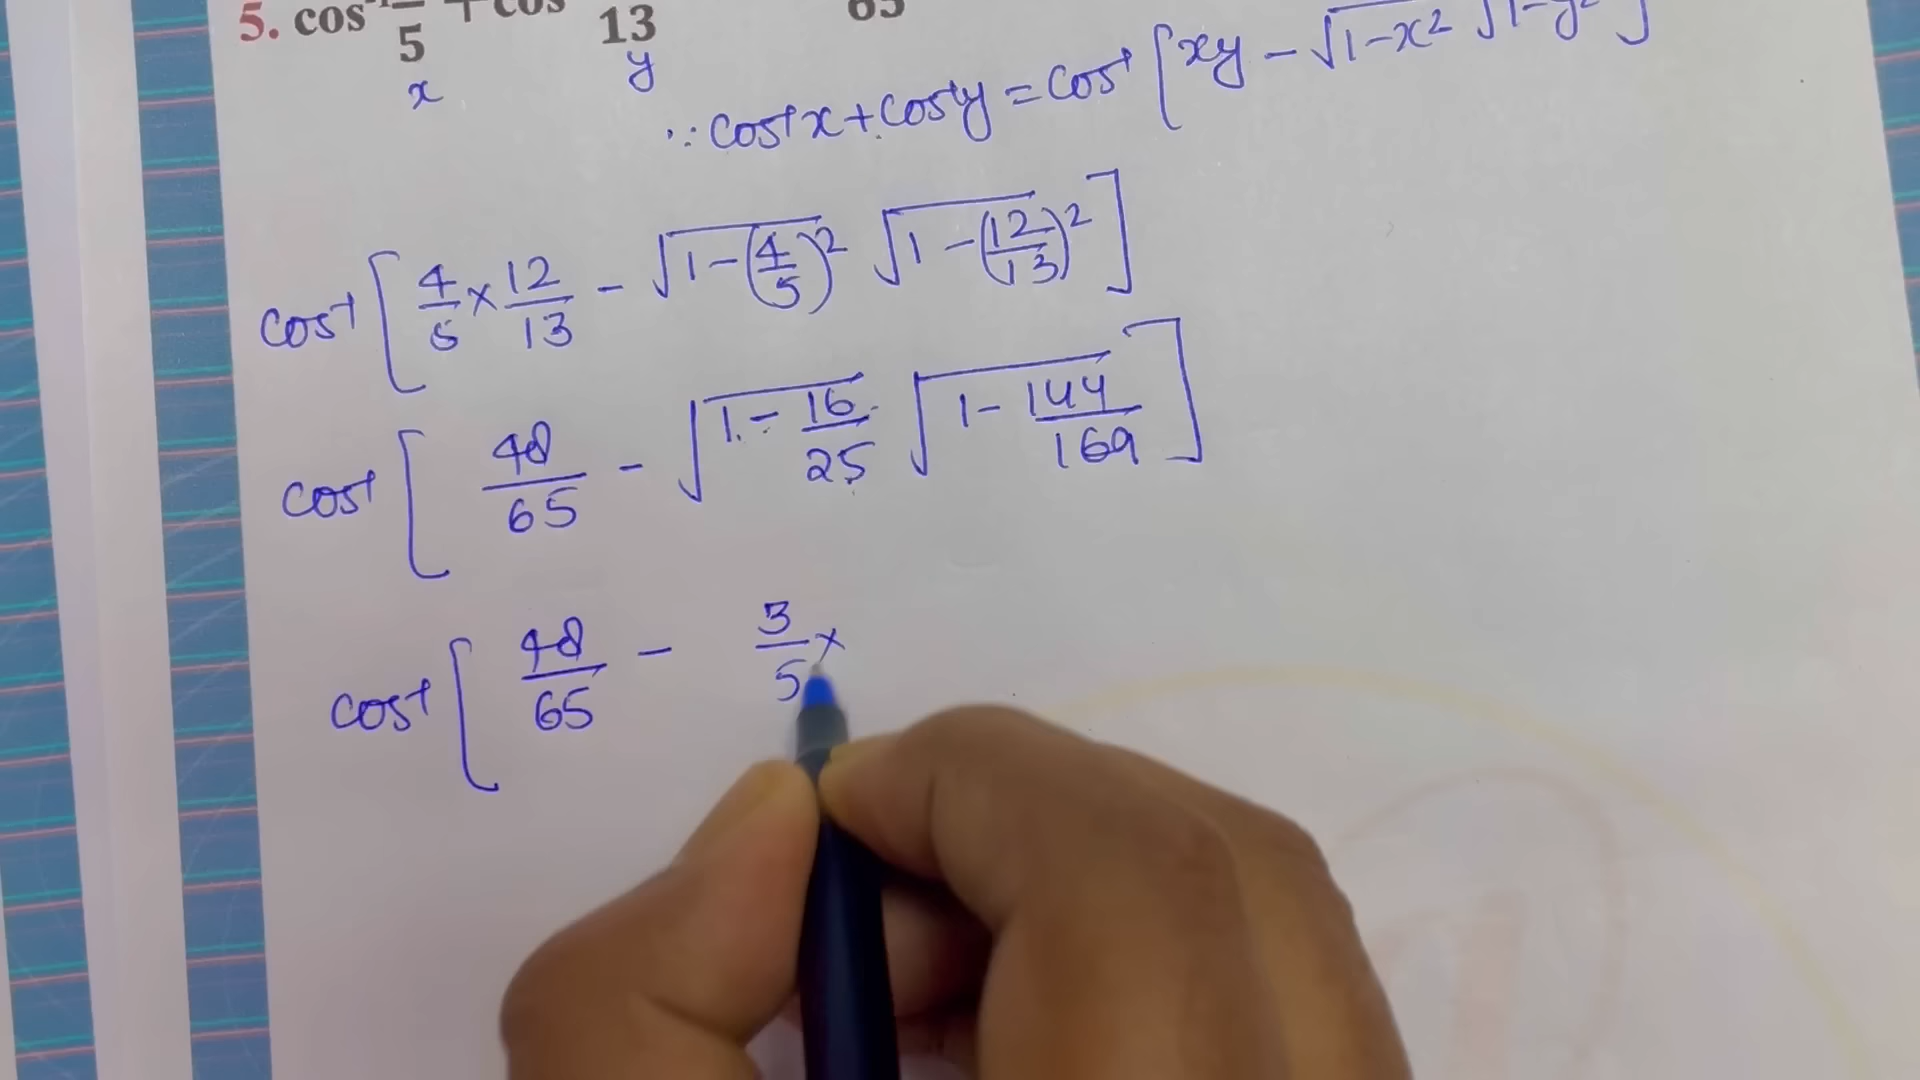 5. cos⁻¹ 5 + cos 13 65
x y
∵ cos⁻¹x + cos⁻¹y = cos⁻¹ [xy - √1-x² √1-y²]
cos⁻¹ [4/5 × 12/13 - √1-(4/5)² √1-(12/13)²]
cos⁻¹ [48/65 - √1-16/25 √1-144/169]
cos⁻¹ [48/65 - 3/5 ×